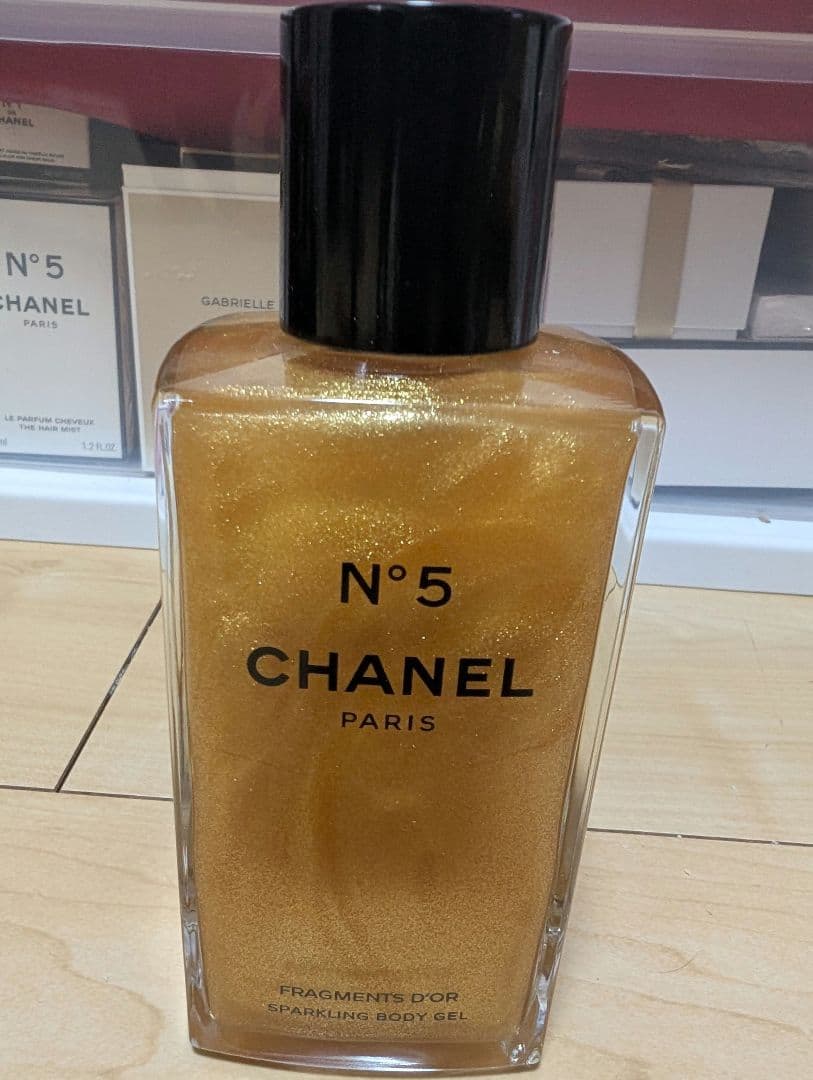 HANEL
N°5
CHANEL
PARIS
LE PARFUM CHEVEUX
THE HAIR MIST
1.2 FL.OZ.
GABRIELLE
N°5
CHANEL
PARIS
FRAGMENTS D'OR
SPARKLING BODY GEL